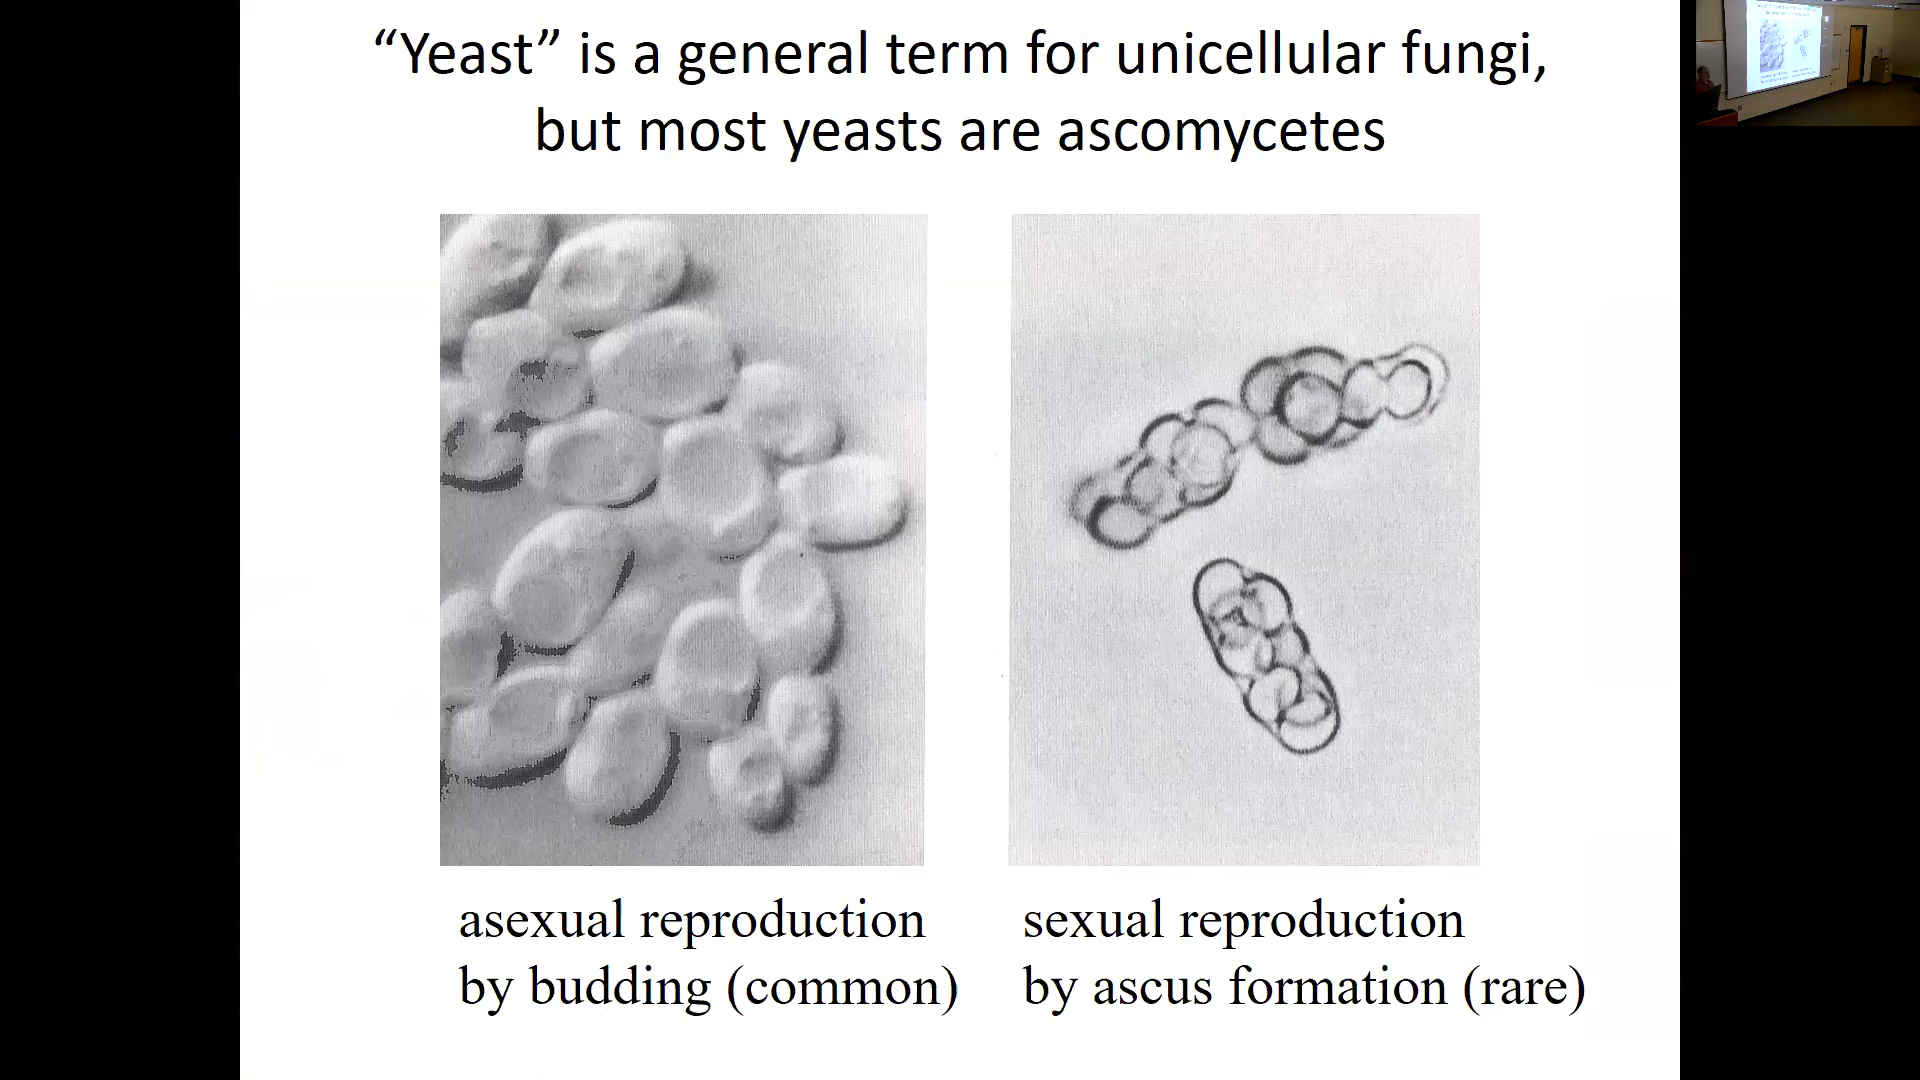 “Yeast” is a general term for unicellular fungi,
but most yeasts are ascomycetes
asexual reproduction
by budding (common)
sexual reproduction
by ascus formation (rare)